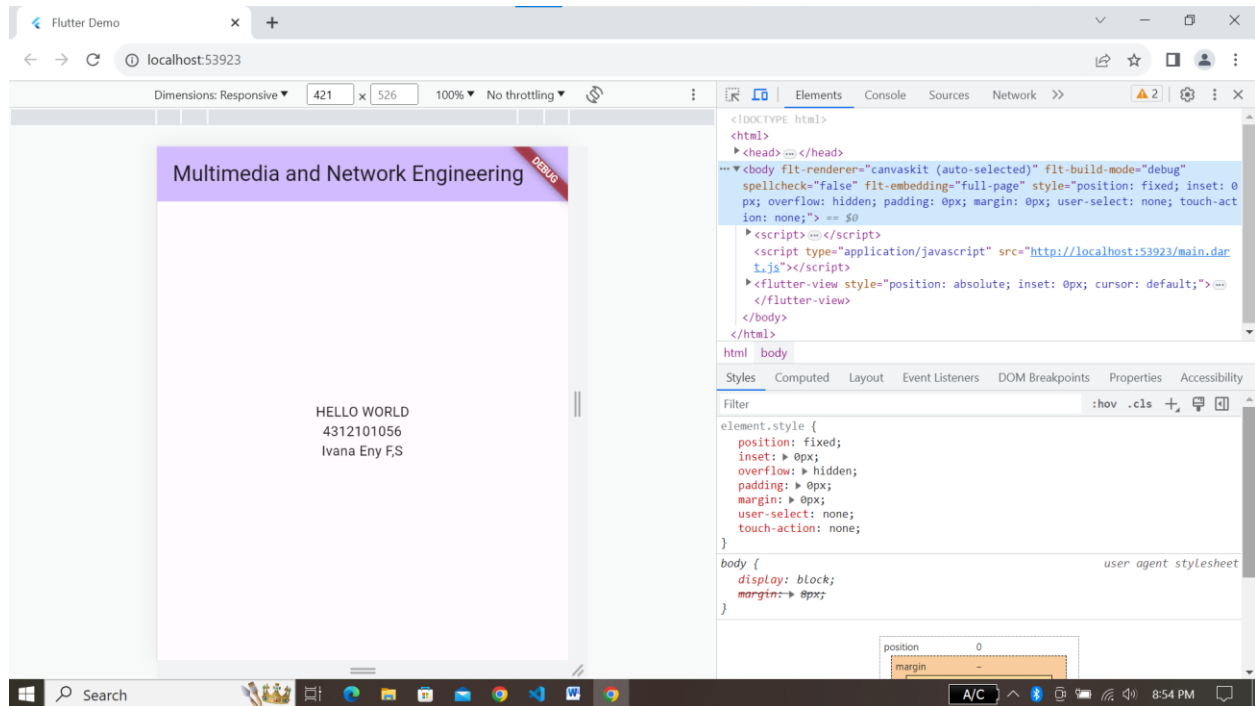 Flutter Demo
localhost:53923
Dimensions: Responsive 421 x 526 100% No throttling
Elements Console Sources Network 2
Multimedia and Network Engineering
DEBUG
HELLO WORLD
4312101056
Ivana Eny F,S
<!DOCTYPE html>
<html>
<head> … </head>
… <body flt-renderer="canvaskit (auto-selected)" flt-build-mode="debug"
spellcheck="false" flt-embedding="full-page" style="position: fixed; inset: 0
px; overflow: hidden; padding: 0px; margin: 0px; user-select: none; touch-act
ion: none;"> == $0
<script> … </script>
<script type="application/javascript" src="http://localhost:53923/main.dar
t.js"></script>
<flutter-view style="position: absolute; inset: 0px; cursor: default;"> …
</flutter-view>
</body>
</html>
html body
Styles Computed Layout Event Listeners DOM Breakpoints Properties Accessibility
Filter :hov .cls
element.style {
position: fixed;
inset: 0px;
overflow: hidden;
padding: 0px;
margin: 0px;
user-select: none;
touch-action: none;
}
body { user agent stylesheet
display: block;
margin: 8px;
}
position 0
margin -
Search A/C 8:54 PM